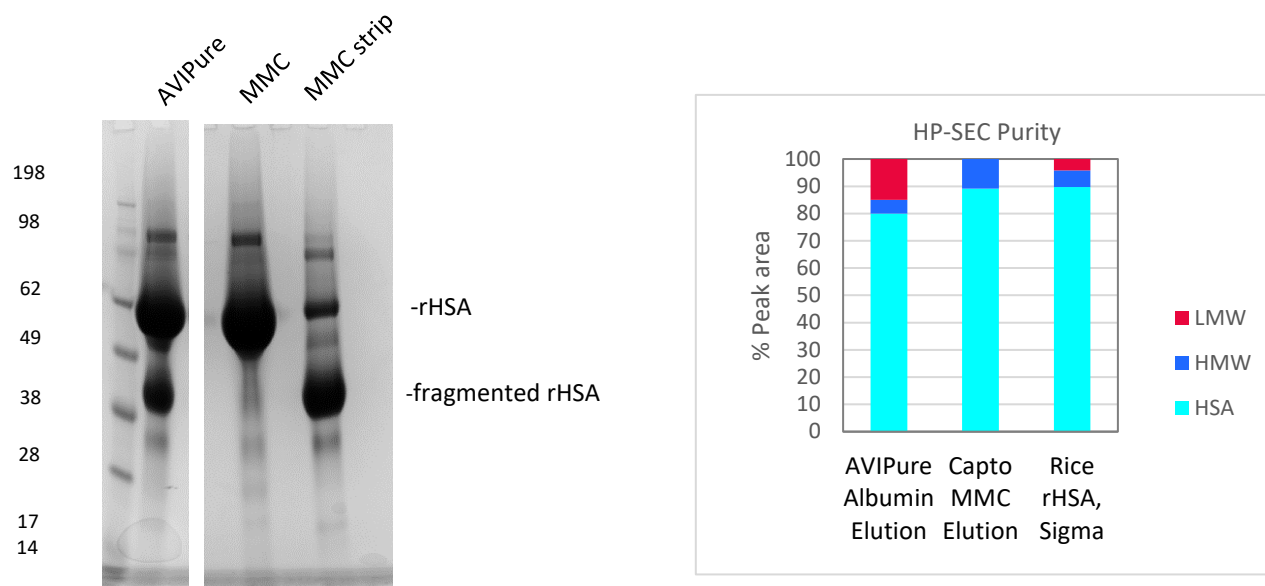 AVIPure
MMC
MMC strip
198
98
62
49
38
28
17
14
-rHSA
-fragmented rHSA
HP-SEC Purity
% Peak area
100
90
80
70
60
50
40
30
20
10
0
AVIPure
Albumin
Elution
Capto
MMC
Elution
Rice
rHSA,
Sigma
LMW
HMW
HSA